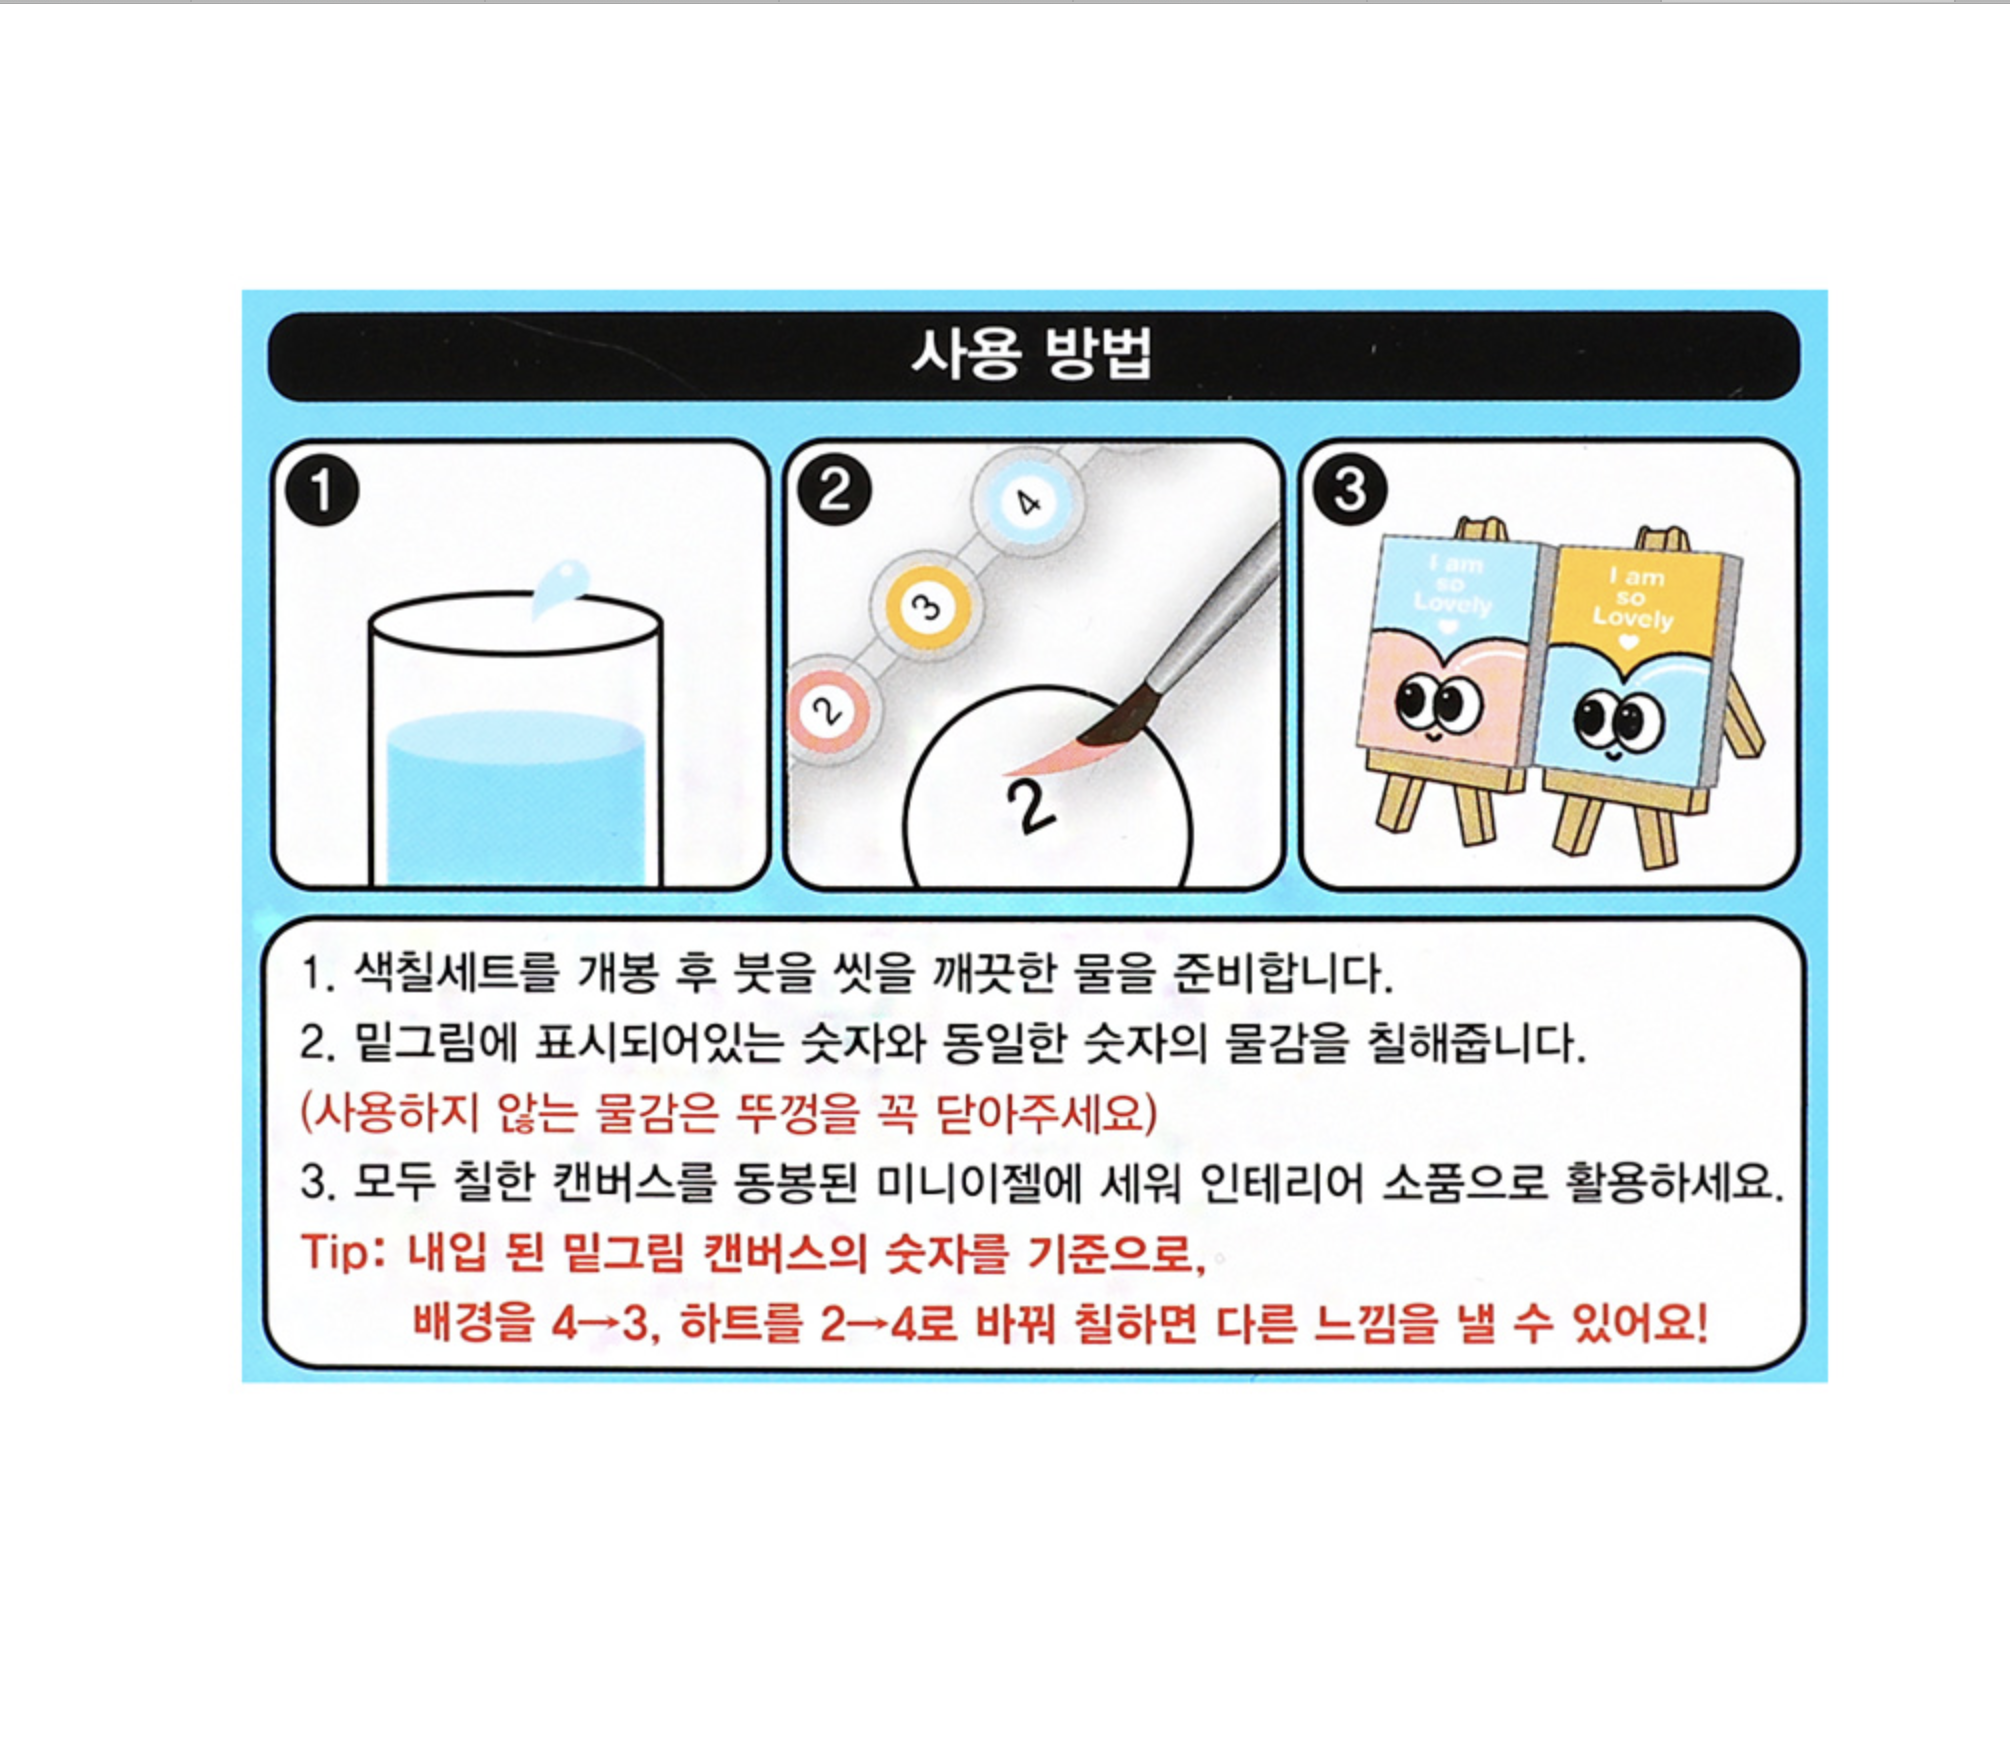 사용 방법
1
2
3
4
3
2
2
I am
so
Lovely
I am
so
Lovely
1. 색칠세트를 개봉 후 붓을 씻을 깨끗한 물을 준비합니다.
2. 밑그림에 표시되어있는 숫자와 동일한 숫자의 물감을 칠해줍니다.
(사용하지 않는 물감은 뚜껑을 꼭 닫아주세요)
3. 모두 칠한 캔버스를 동봉된 미니이젤에 세워 인테리어 소품으로 활용하세요.
Tip: 내입 된 밑그림 캔버스의 숫자를 기준으로,
배경을 4→3, 하트를 2→4로 바꿔 칠하면 다른 느낌을 낼 수 있어요!